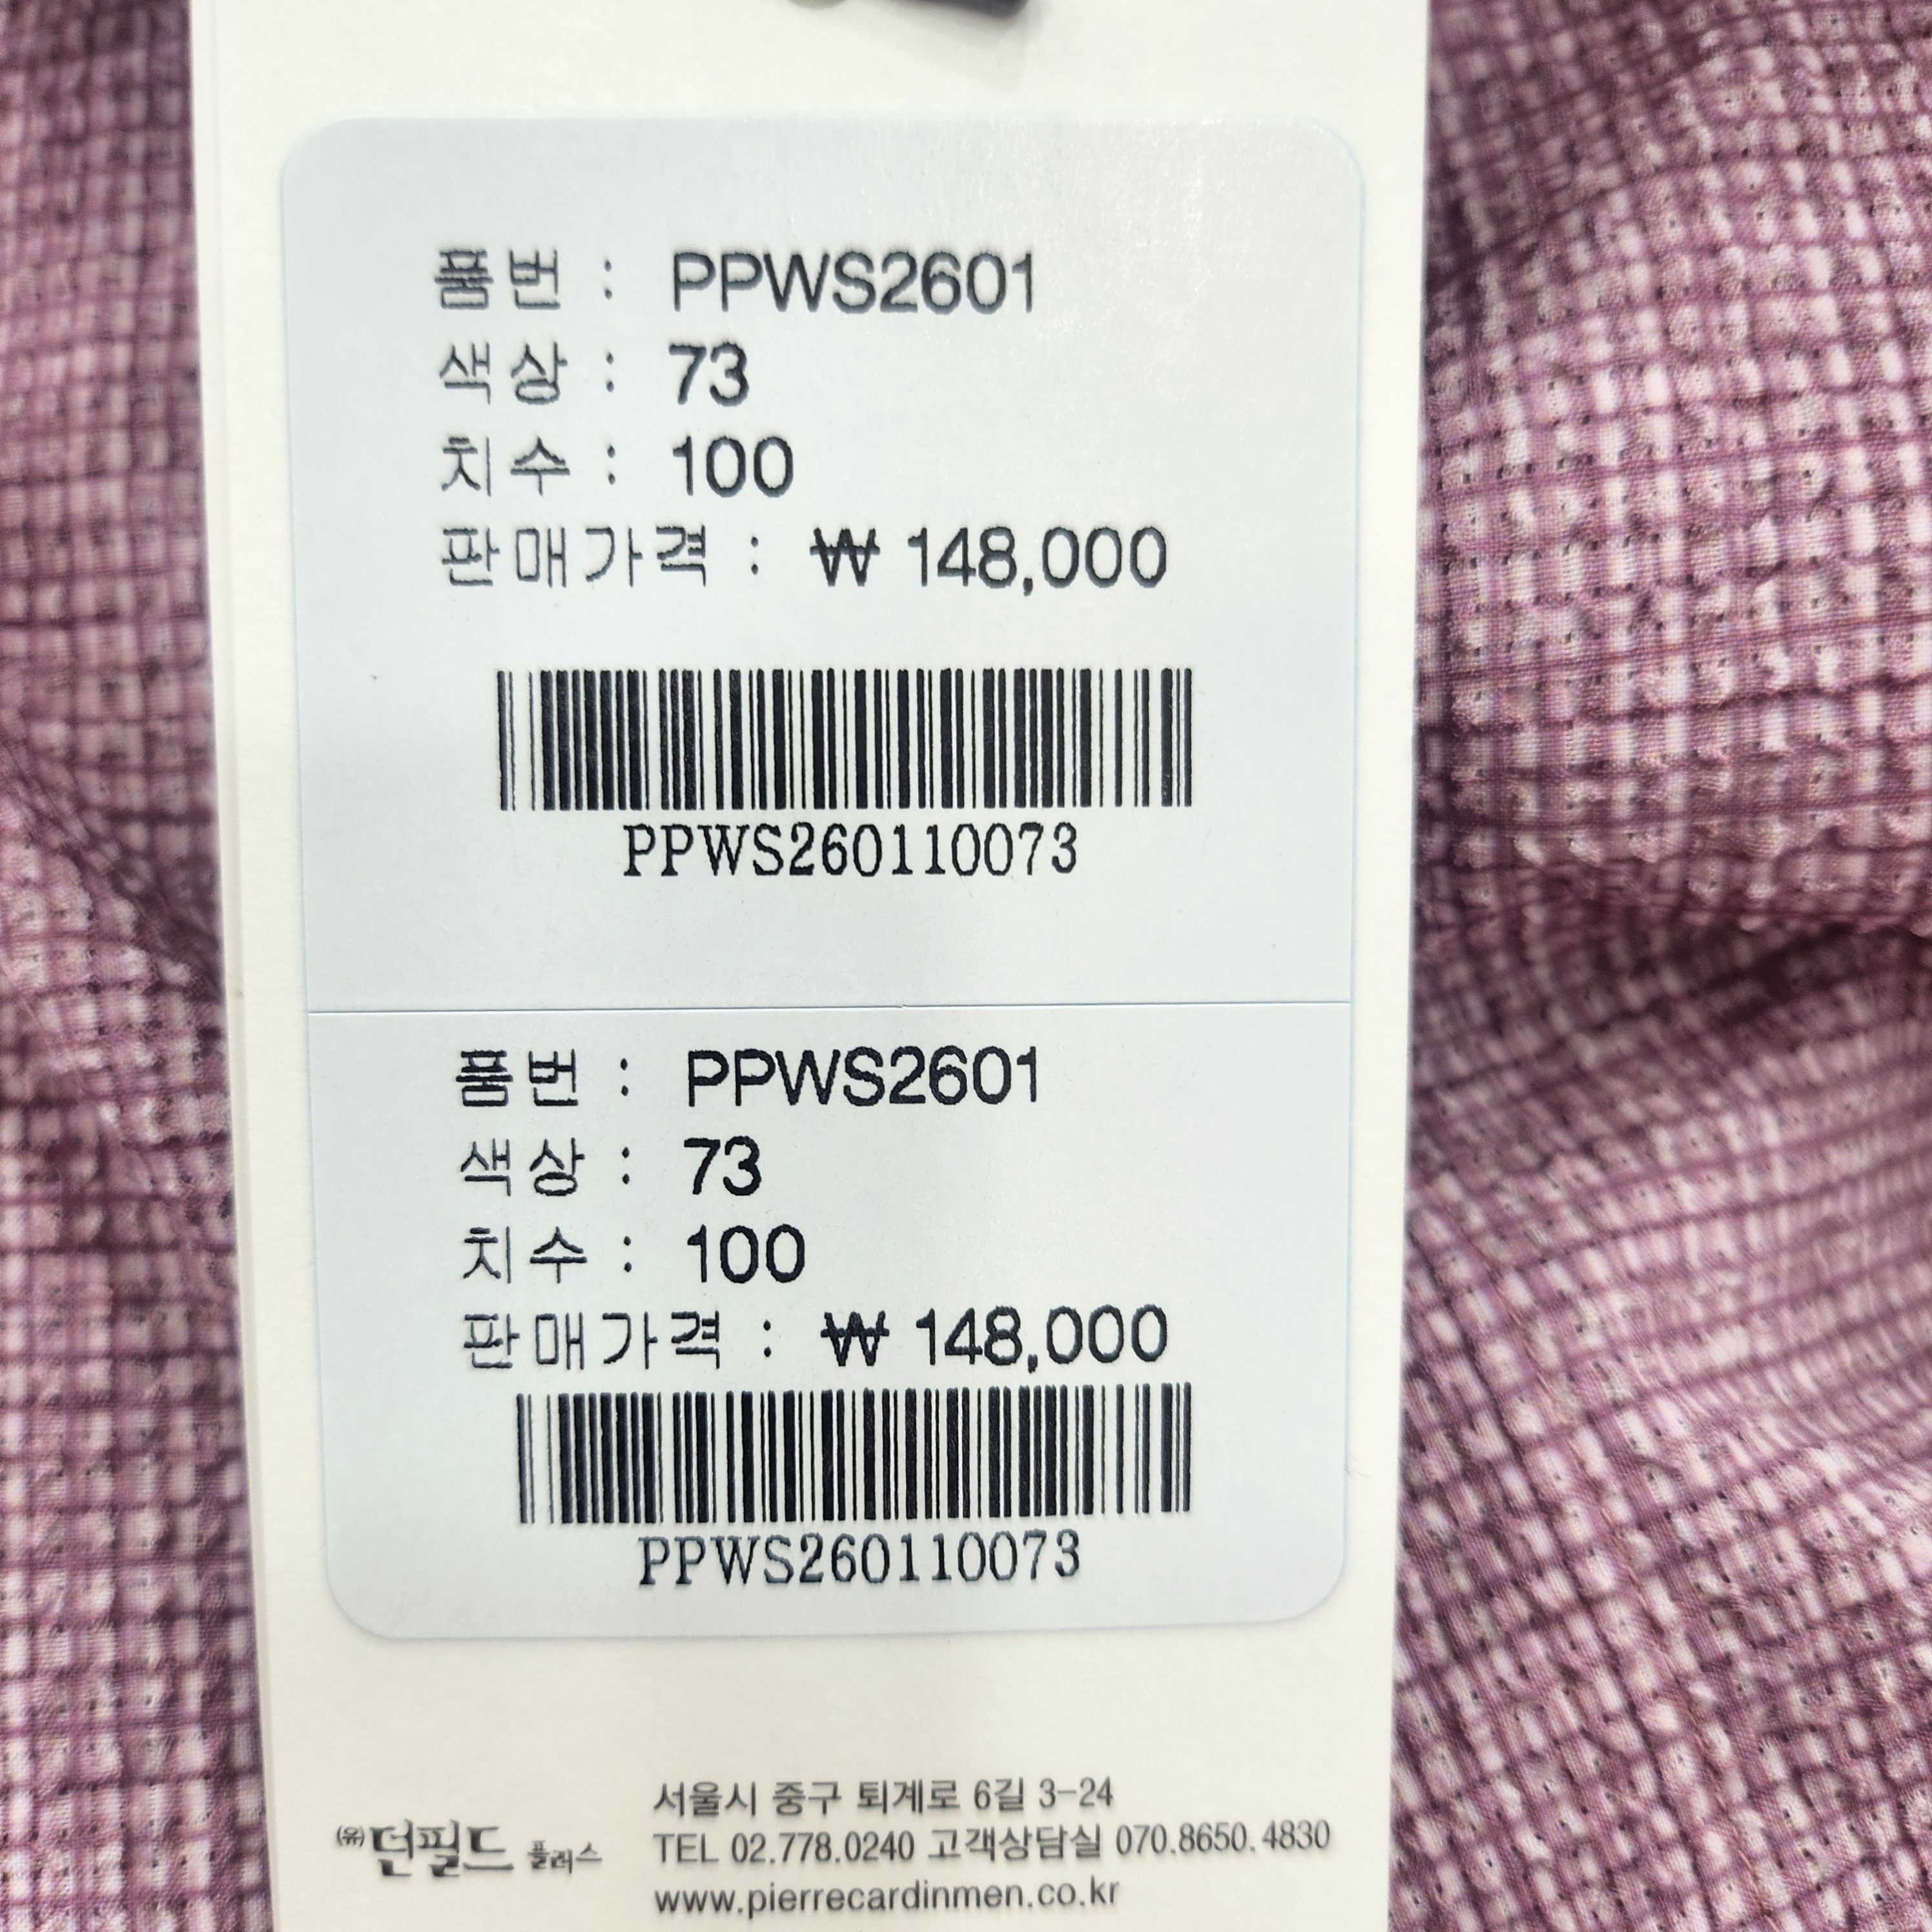 품번 : PPWS2601
색상 : 73
치수 : 100
판매가격 : ₩ 148,000
PPWS260110073
품번 : PPWS2601
색상 : 73
치수 : 100
판매가격 : ₩ 148,000
PPWS260110073
서울시 중구 퇴계로 6길 3-24
㈲던필드 플러스
TEL 02.778.0240 고객상담실 070.8650.4830
www.pierrecardinmen.co.kr